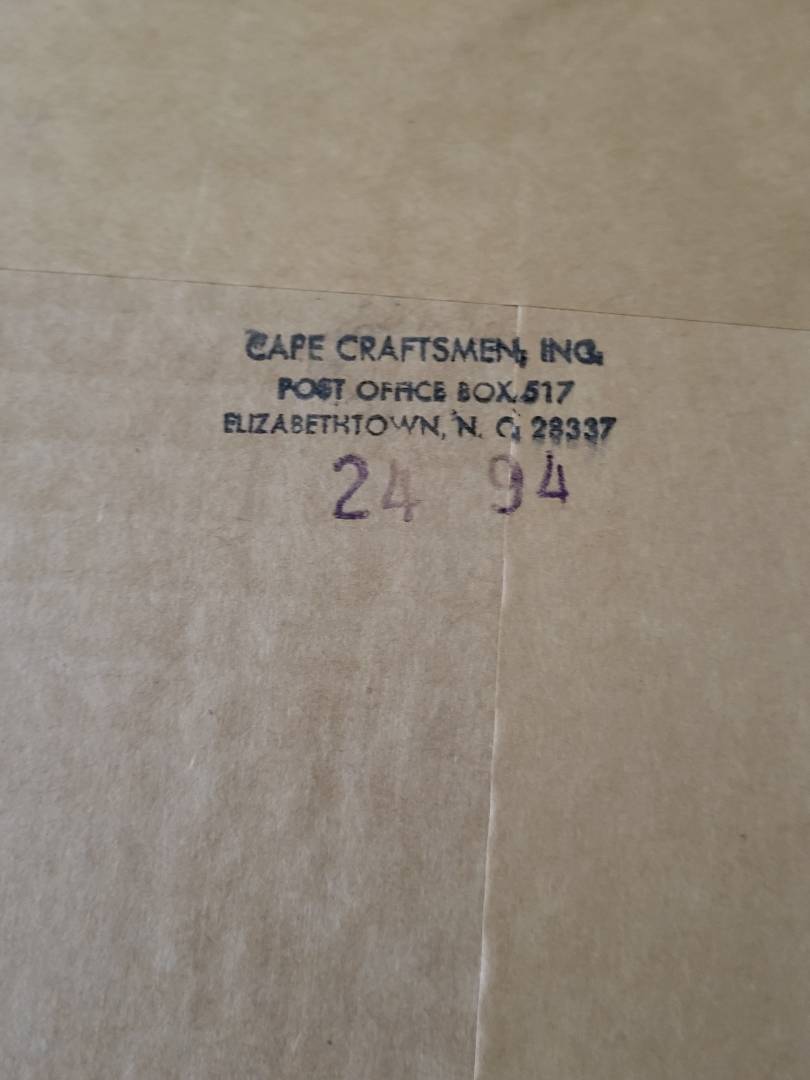 CAPE CRAFTSMEN, INC.
POST OFFICE BOX 517
ELIZABETHTOWN, N. C. 28337
24 94